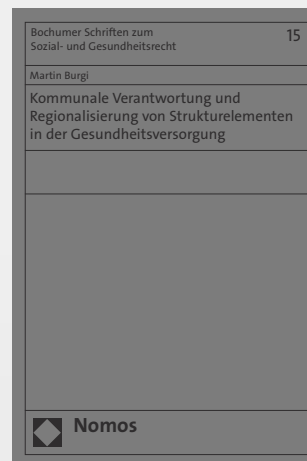 Bochumer Schriften zum
Sozial- und Gesundheitsrecht
15
Martin Burgi
Kommunale Verantwortung und
Regionalisierung von Strukturelementen
in der Gesundheitsversorgung
Nomos